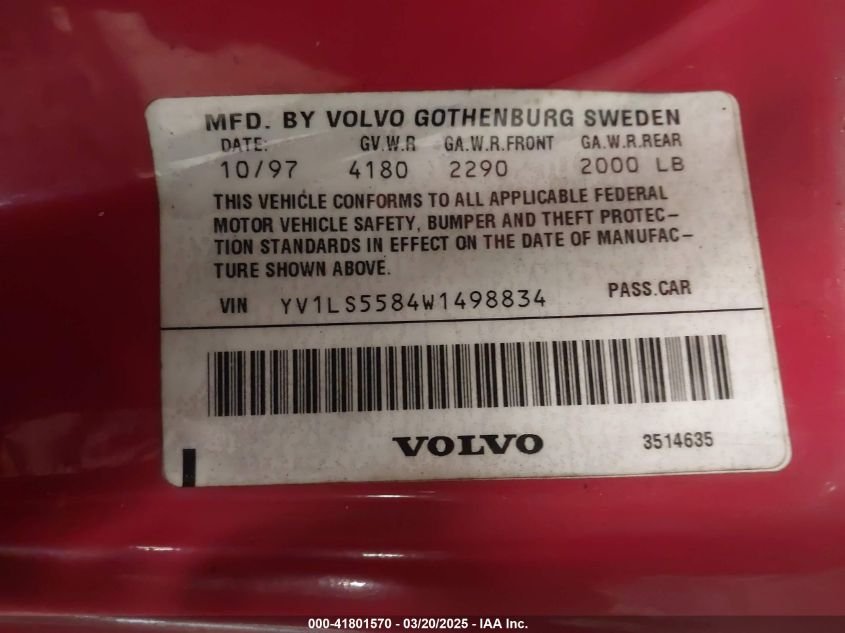 MFD. BY VOLVO GOTHENBURG SWEDEN
DATE: GV.W.R GA.W.R.FRONT GA.W.R.REAR
10/97 4180 2290 2000 LB
THIS VEHICLE CONFORMS TO ALL APPLICABLE FEDERAL
MOTOR VEHICLE SAFETY, BUMPER AND THEFT PROTEC-
TION STANDARDS IN EFFECT ON THE DATE OF MANUFAC-
TURE SHOWN ABOVE.
VIN YV1LS5584W1498834 PASS.CAR
VOLVO 3514635
000-41801570 - 03/20/2025 - IAA Inc.